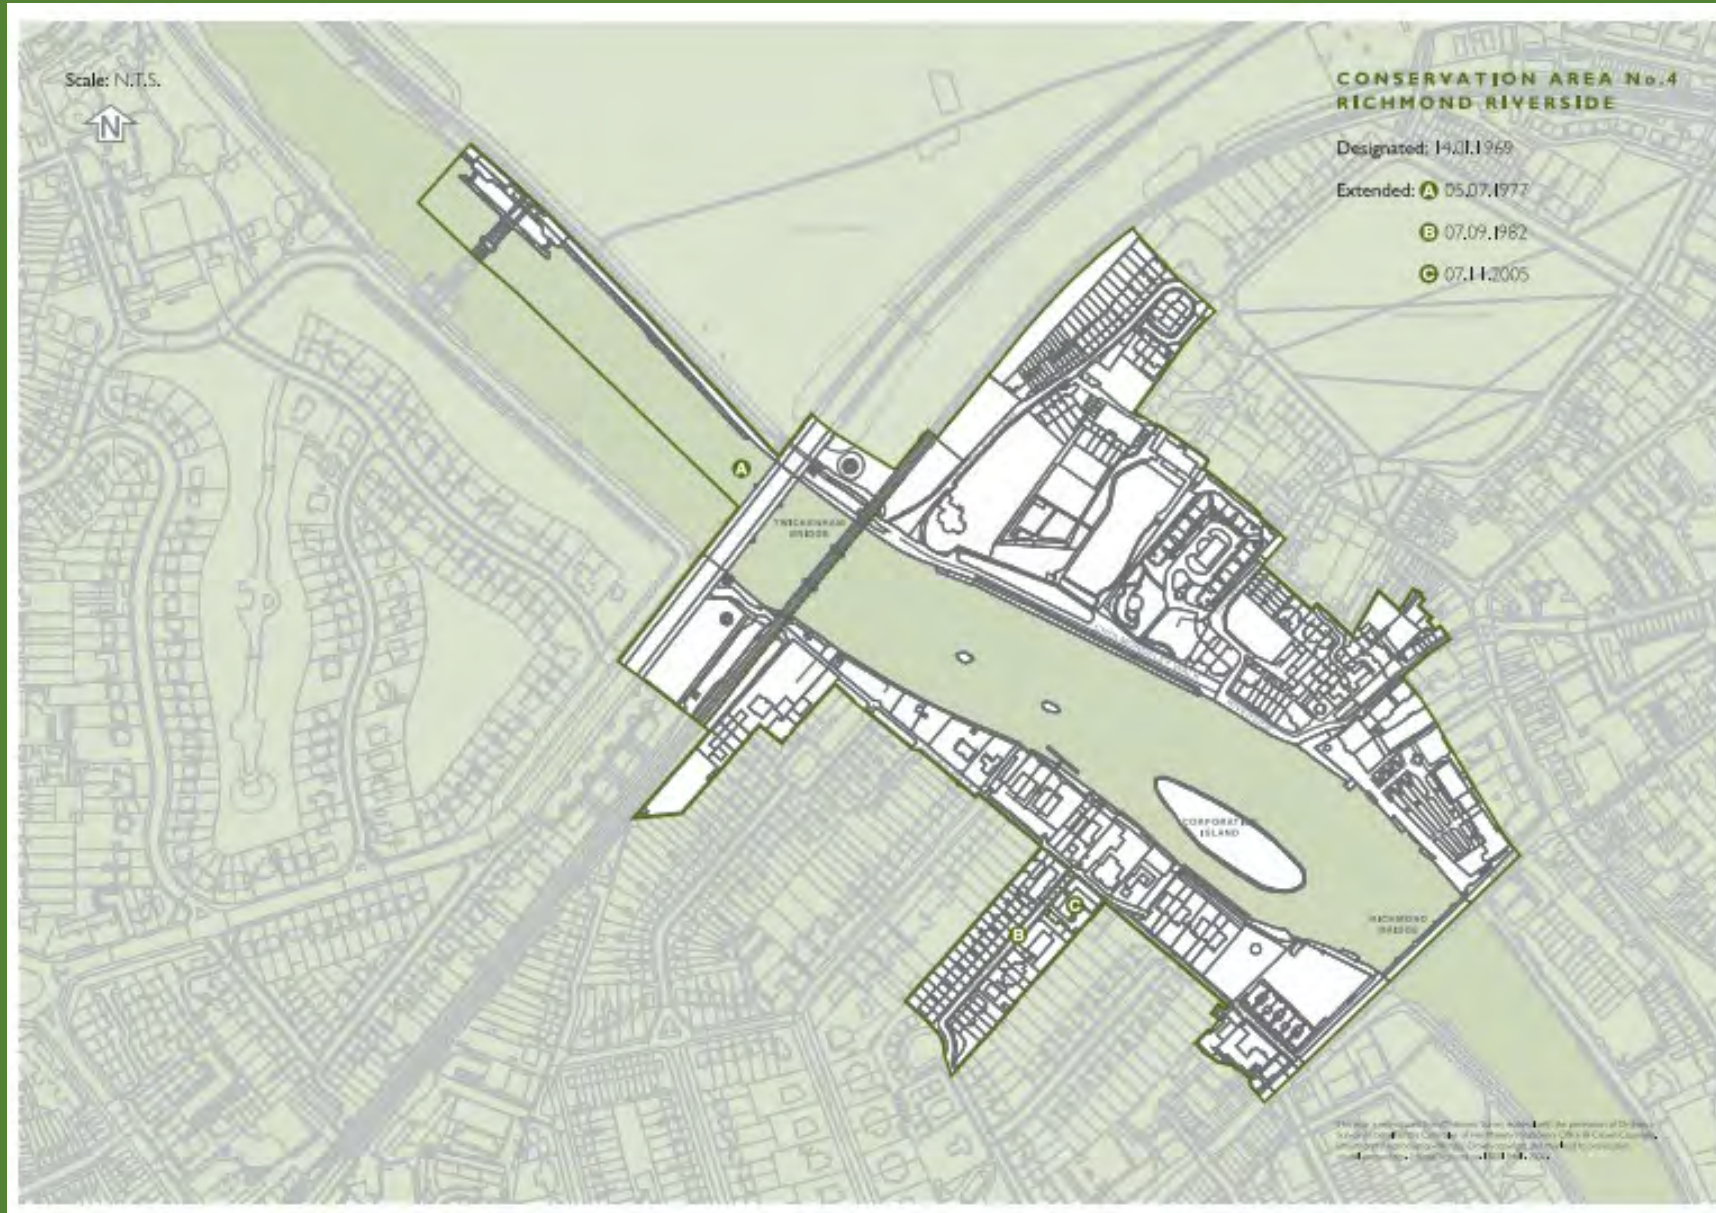 Scale: N.T.S.
N
CONSERVATION AREA No.4
RICHMOND RIVERSIDE
Designated: 14.01.1969
Extended: A 05.07.1977
B 07.09.1982
C 07.11.2005
A
TWICKENHAM
BRIDGE
CORPORATION
ISLAND
RICHMOND
BRIDGE
C
B